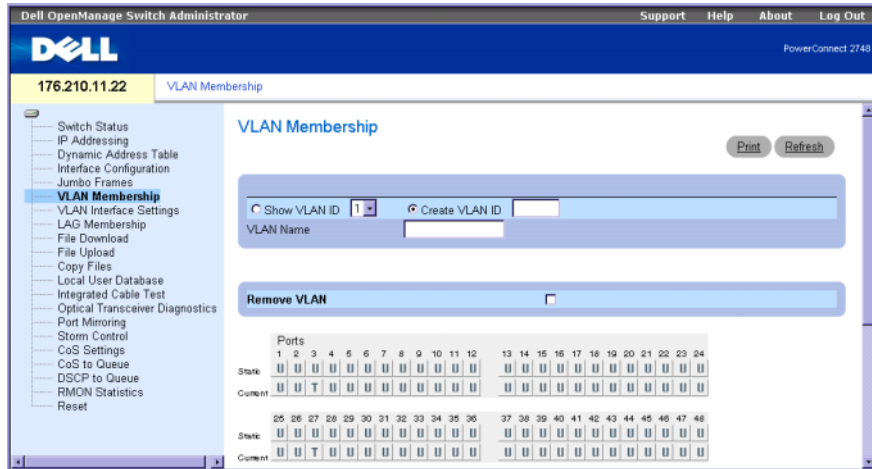 Dell OpenManage Switch Administrator Support Help About Log Out
DELL
PowerConnect 2748
176.210.11.22 VLAN Membership
Switch Status
IP Addressing
Dynamic Address Table
Interface Configuration
Jumbo Frames
VLAN Membership
VLAN Interface Settings
LAG Membership
File Download
File Upload
Copy Files
Local User Database
Integrated Cable Test
Optical Transceiver Diagnostics
Port Mirroring
Storm Control
CoS Settings
CoS to Queue
DSCP to Queue
RMON Statistics
Reset
VLAN Membership
Print Refresh
Show VLAN ID 1 Create VLAN ID
VLAN Name
Remove VLAN
Ports
1 2 3 4 5 6 7 8 9 10 11 12 13 14 15 16 17 18 19 20 21 22 23 24
Static U U U U U U U U U U U U U U U U U U U U U U U U
Current U U T U U U U U U U U U U U U U U U U U U U U U
25 26 27 28 29 30 31 32 33 34 35 36 37 38 39 40 41 42 43 44 45 46 47 48
Static U U U U U U U U U U U U U U U U U U U U U U U U
Current U U T U U U U U U U U U U U U U U U U U U U U U